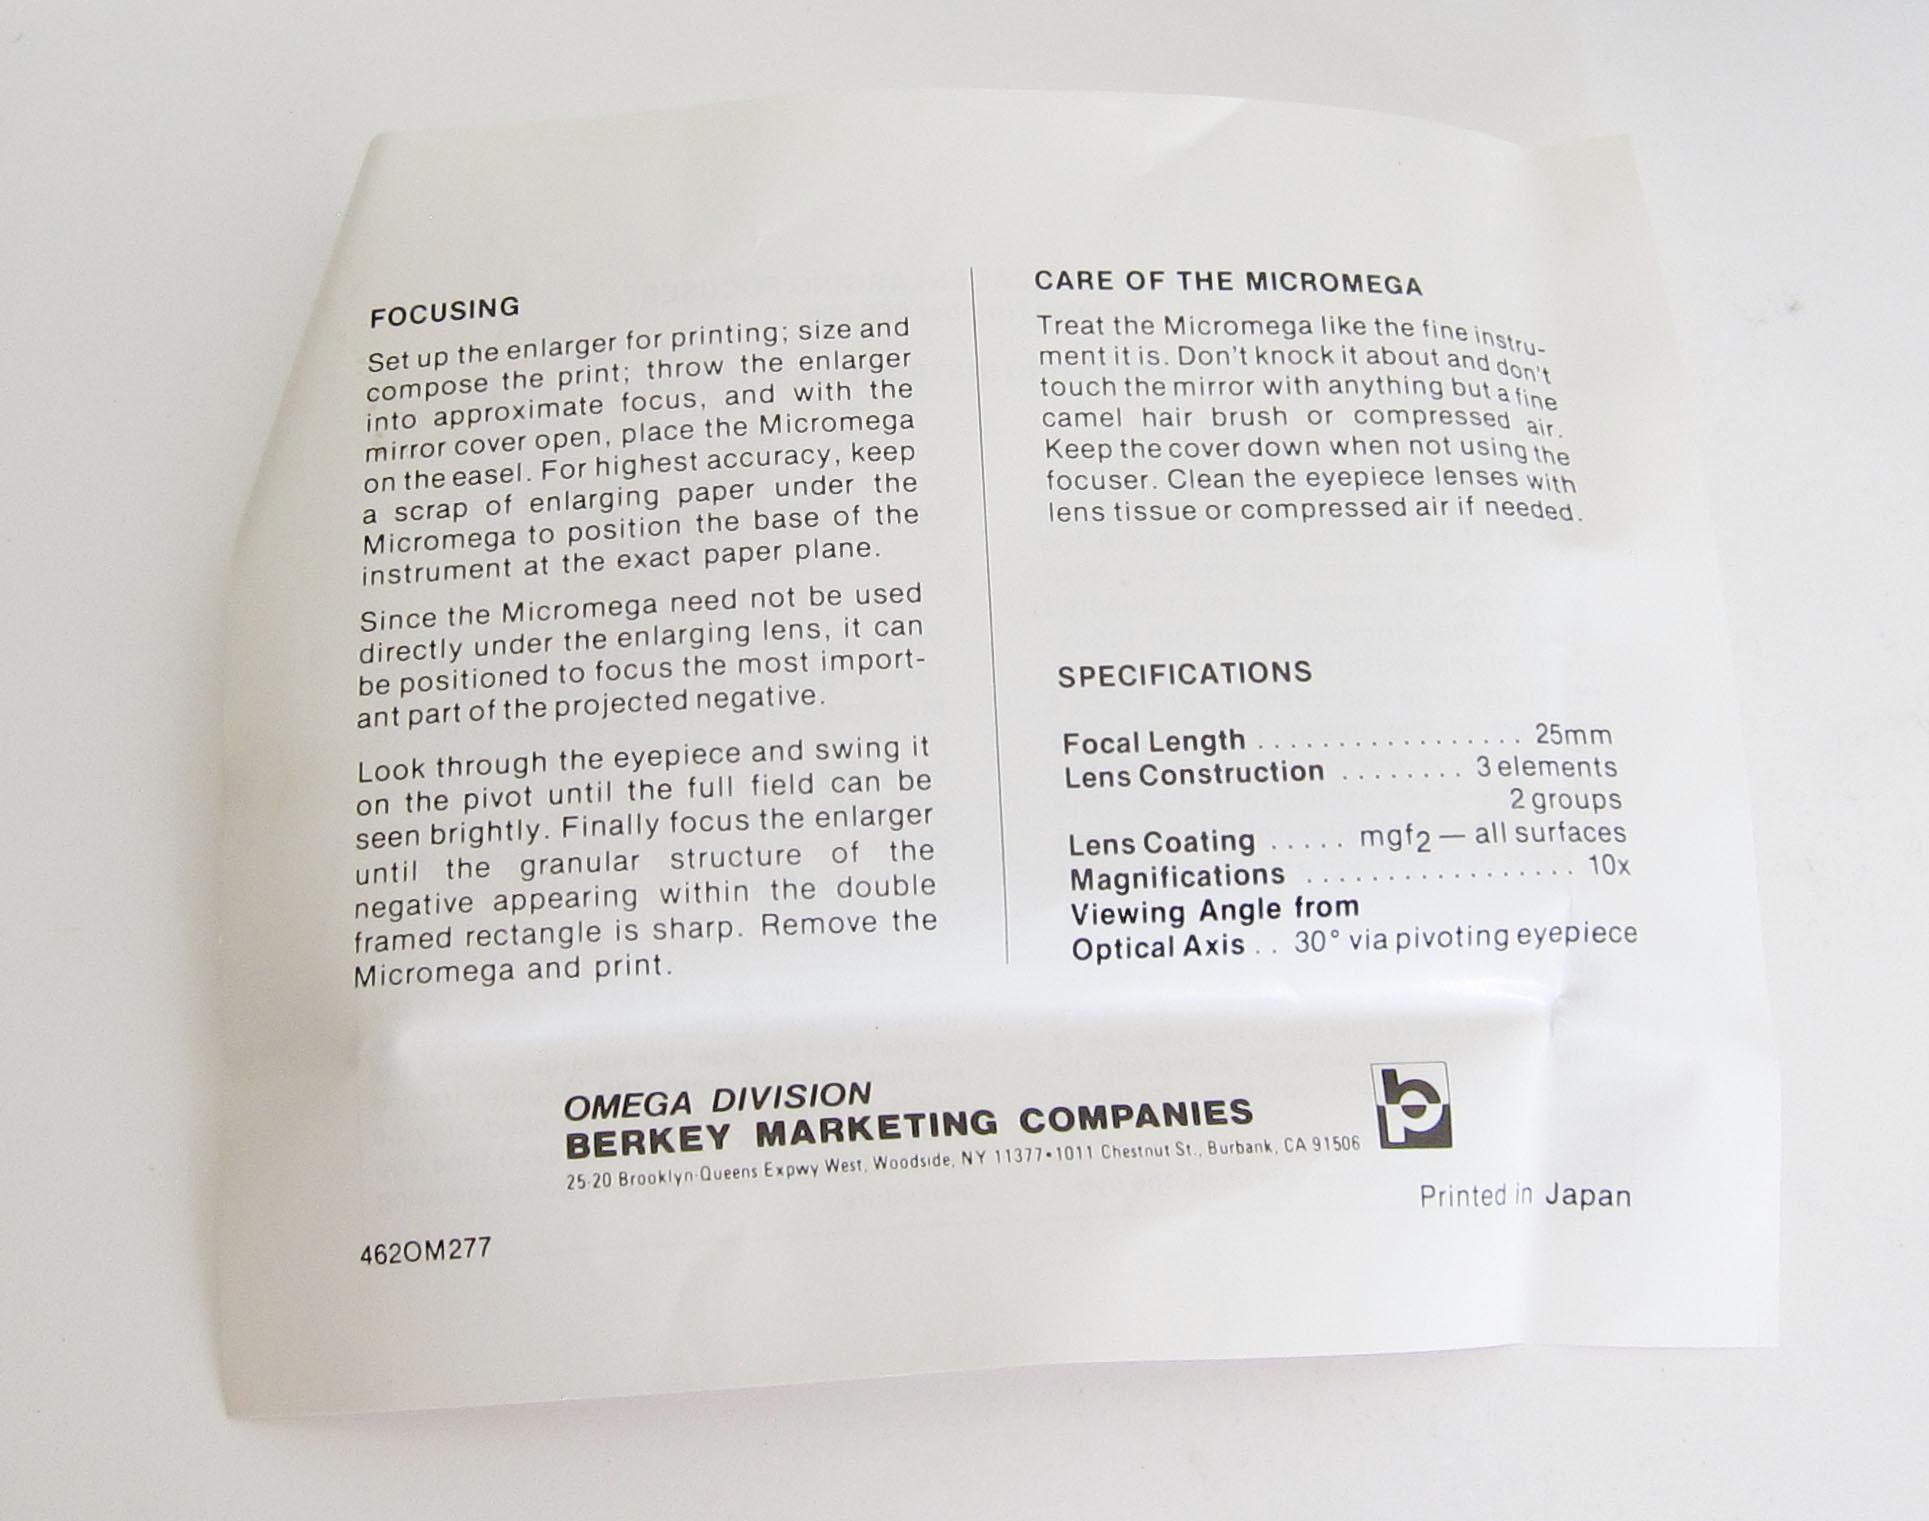 FOCUSING
Set up the enlarger for printing; size and
compose the print; throw the enlarger
into approximate focus, and with the
mirror cover open, place the Micromega
on the easel. For highest accuracy, keep
a scrap of enlarging paper under the
Micromega to position the base of the
instrument at the exact paper plane.
Since the Micromega need not be used
directly under the enlarging lens, it can
be positioned to focus the most import-
ant part of the projected negative.
Look through the eyepiece and swing it
on the pivot until the full field can be
seen brightly. Finally focus the enlarger
until the granular structure of the
negative appearing within the double
framed rectangle is sharp. Remove the
Micromega and print.
CARE OF THE MICROMEGA
Treat the Micromega like the fine instru-
ment it is. Don't knock it about and don't
touch the mirror with anything but a fine
camel hair brush or compressed air.
Keep the cover down when not using the
focuser. Clean the eyepiece lenses with
lens tissue or compressed air if needed.
SPECIFICATIONS
Focal Length ................. 25mm
Lens Construction ........ 3 elements
2 groups
Lens Coating ..... mgf2 — all surfaces
Magnifications ................. 10x
Viewing Angle from
Optical Axis .. 30° via pivoting eyepiece
OMEGA DIVISION
BERKEY MARKETING COMPANIES
25-20 Brooklyn-Queens Expwy West, Woodside, NY 11377•1011 Chestnut St., Burbank, CA 91506
Printed in Japan
462OM277